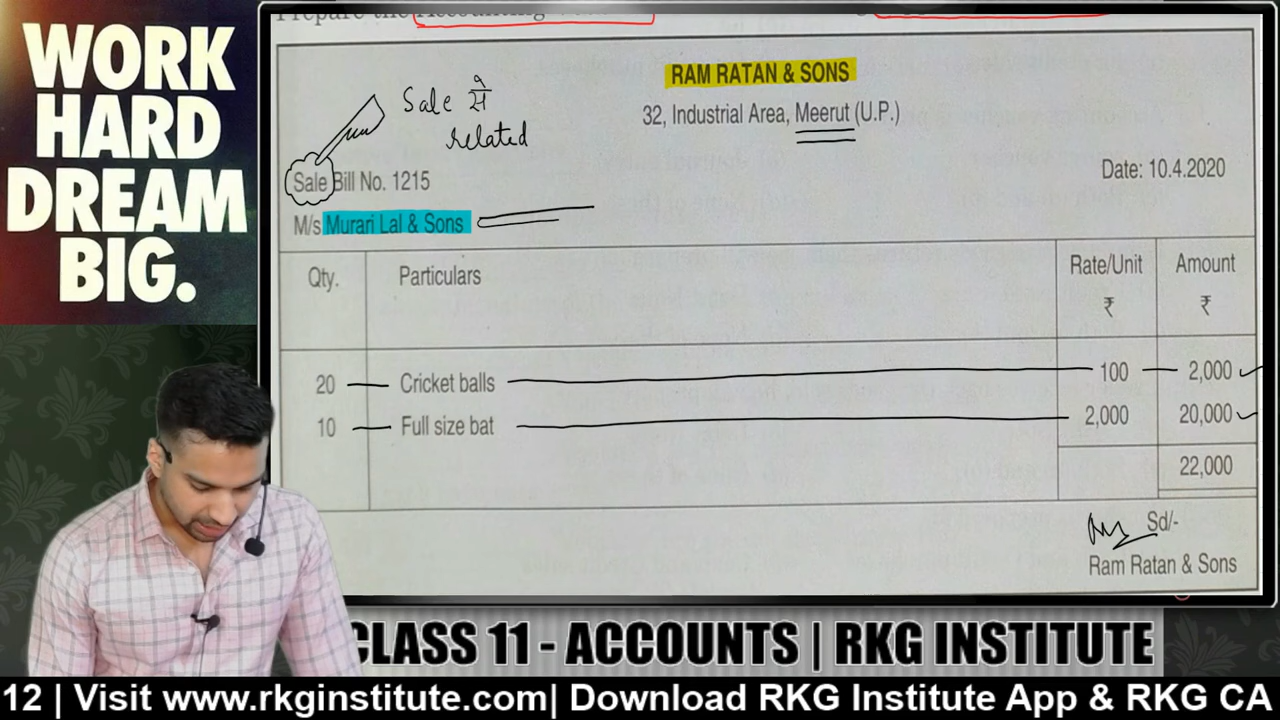 WORK
HARD
DREAM
BIG.
Prepare the Accounting
RAM RATAN & SONS
32, Industrial Area, Meerut (U.P.)
Sale से
related
Sale Bill No. 1215
Date: 10.4.2020
M/s Murari Lal & Sons
Qty. Particulars Rate/Unit Amount
₹ ₹
20 Cricket balls 100 2,000
10 Full size bat 2,000 20,000
22,000
Sd/-
Ram Ratan & Sons
CLASS 11 - ACCOUNTS | RKG INSTITUTE
12 | Visit www.rkginstitute.com| Download RKG Institute App & RKG CA